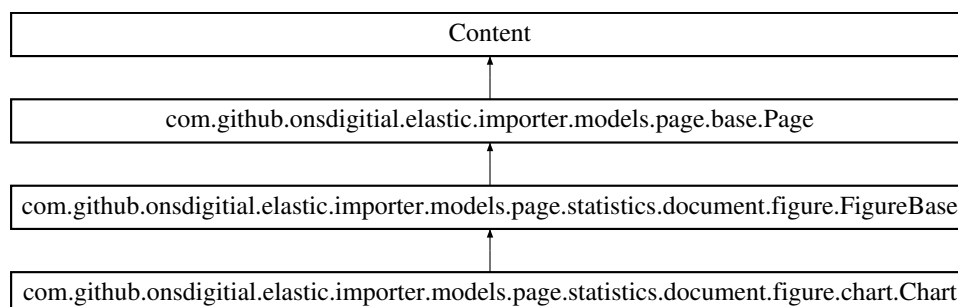 Content
com.github.onsdigitial.elastic.importer.models.page.base.Page
com.github.onsdigitial.elastic.importer.models.page.statistics.document.figure.FigureBase
com.github.onsdigitial.elastic.importer.models.page.statistics.document.figure.chart.Chart